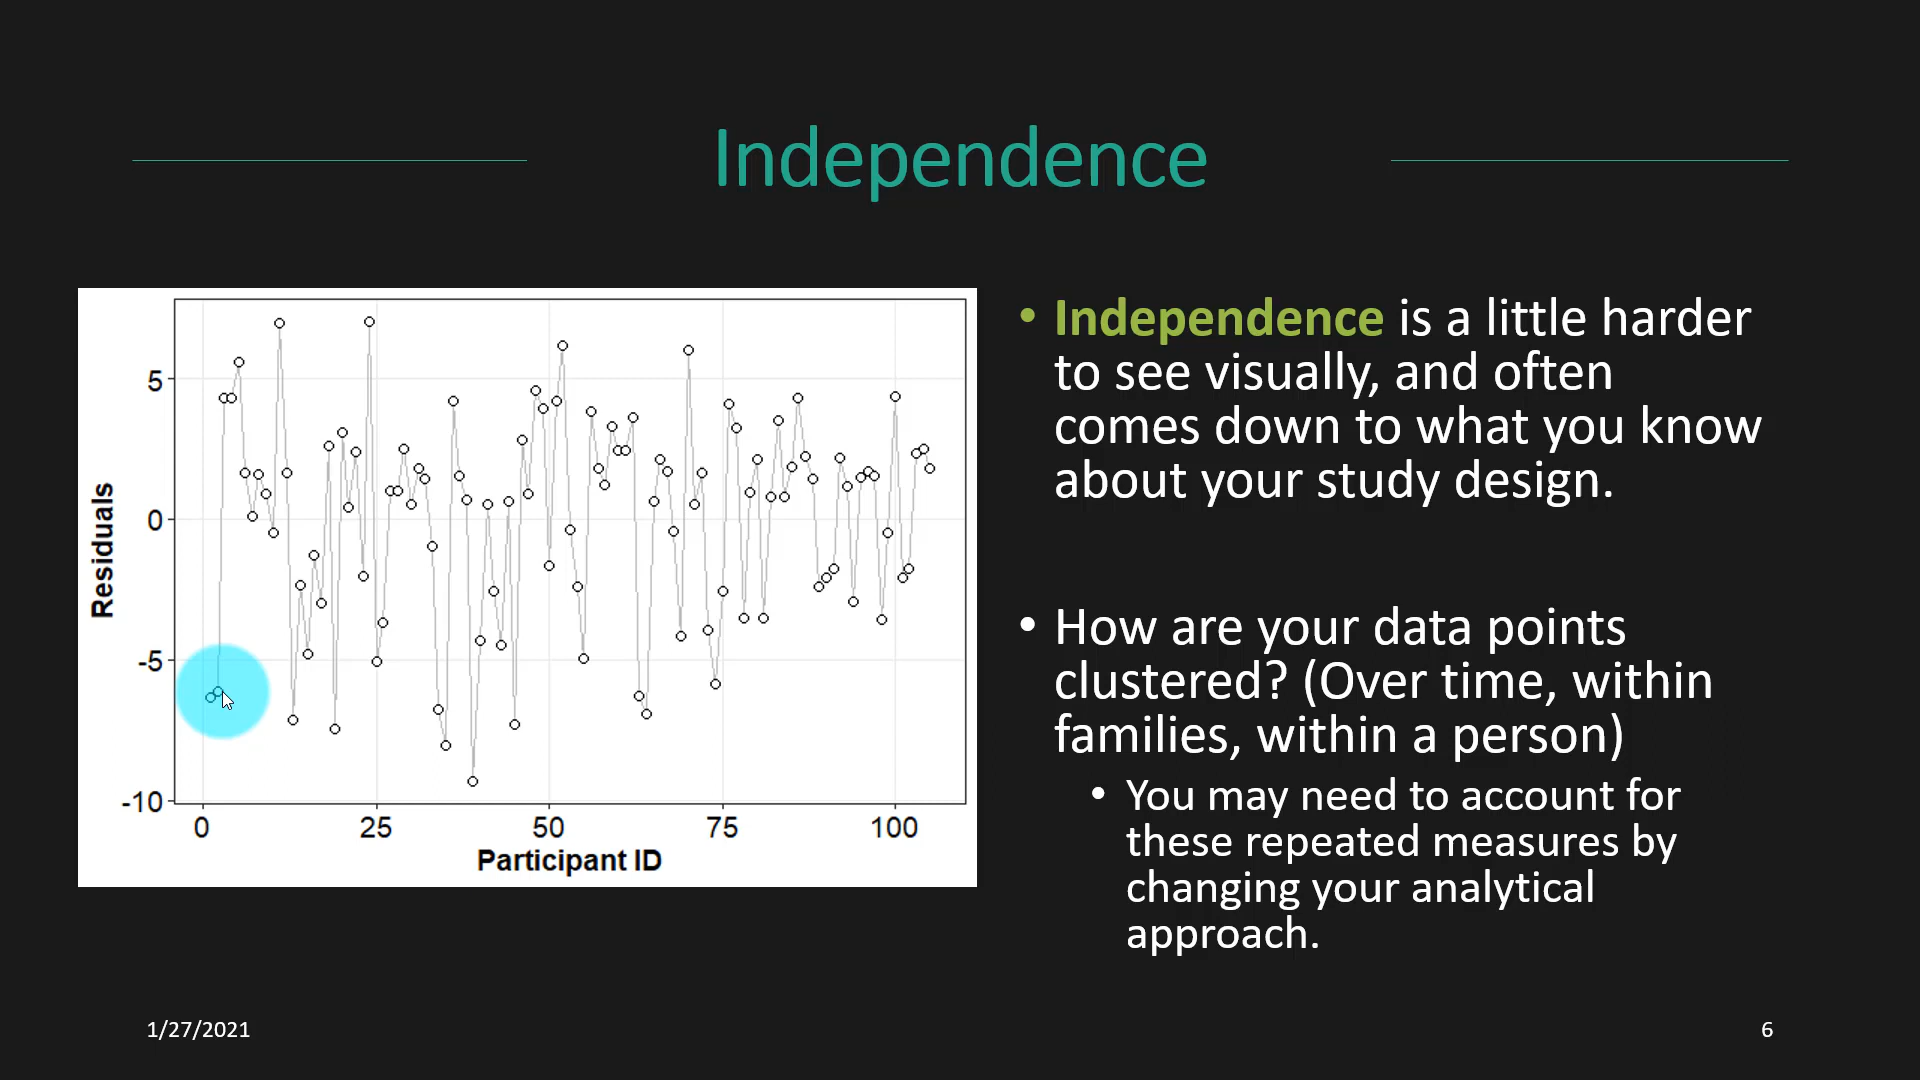 Independence
5
0
-5
-10
Residuals
0 25 50 75 100
Participant ID
• Independence is a little harder
to see visually, and often
comes down to what you know
about your study design.
• How are your data points
clustered? (Over time, within
families, within a person)
• You may need to account for
these repeated measures by
changing your analytical
approach.
1/27/2021
6